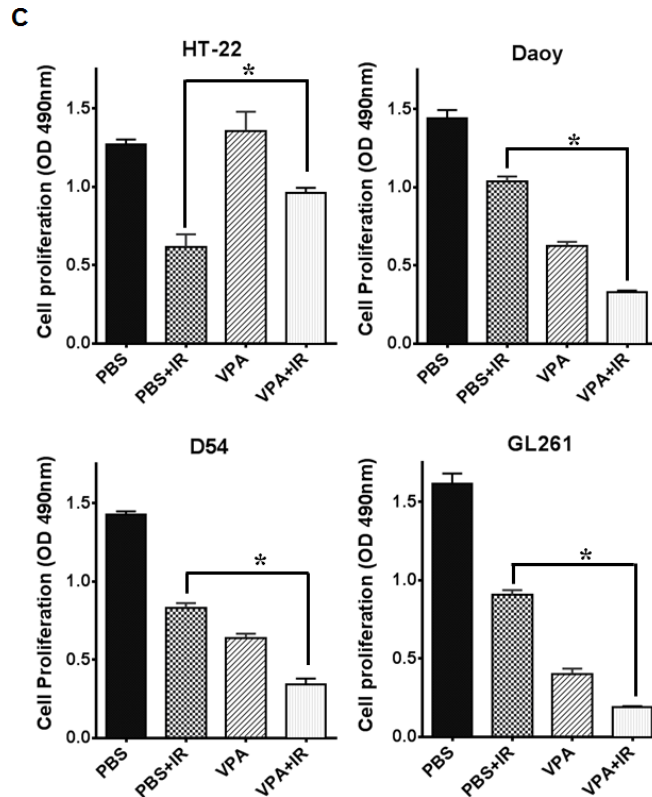 C
HT-22
Cell proliferation (OD 490nm)
1.5
1.0
0.5
0.0
*
PBS
PBS+IR
VPA
VPA+IR
Daoy
Cell Proliferation (OD 490nm)
1.5
1.0
0.5
0.0
*
PBS
PBS+IR
VPA
VPA+IR
D54
Cell Proliferation (OD 490nm)
1.5
1.0
0.5
0.0
*
PBS
PBS+IR
VPA
VPA+IR
GL261
Cell Proliferation (OD 490nm)
1.5
1.0
0.5
0.0
*
PBS
PBS+IR
VPA
VPA+IR